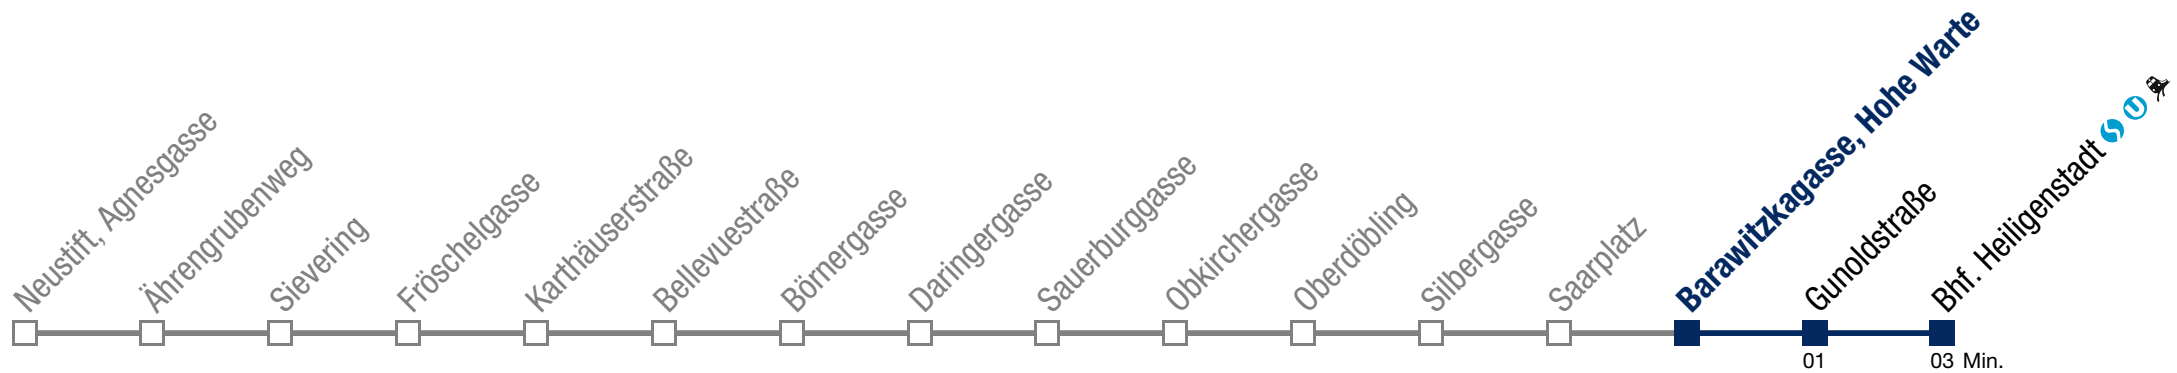 Neustift, Agnesgasse
Ährengrubenweg
Sievering
Fröschelgasse
Karthäuserstraße
Bellevuestraße
Börnergasse
Daringergasse
Sauerburggasse
Obkirchergasse
Oberdöbling
Silbergasse
Saarplatz
Barawitzkagasse, Hohe Warte
Gunoldstraße
Bhf. Heiligenstadt S U
01
03 Min.